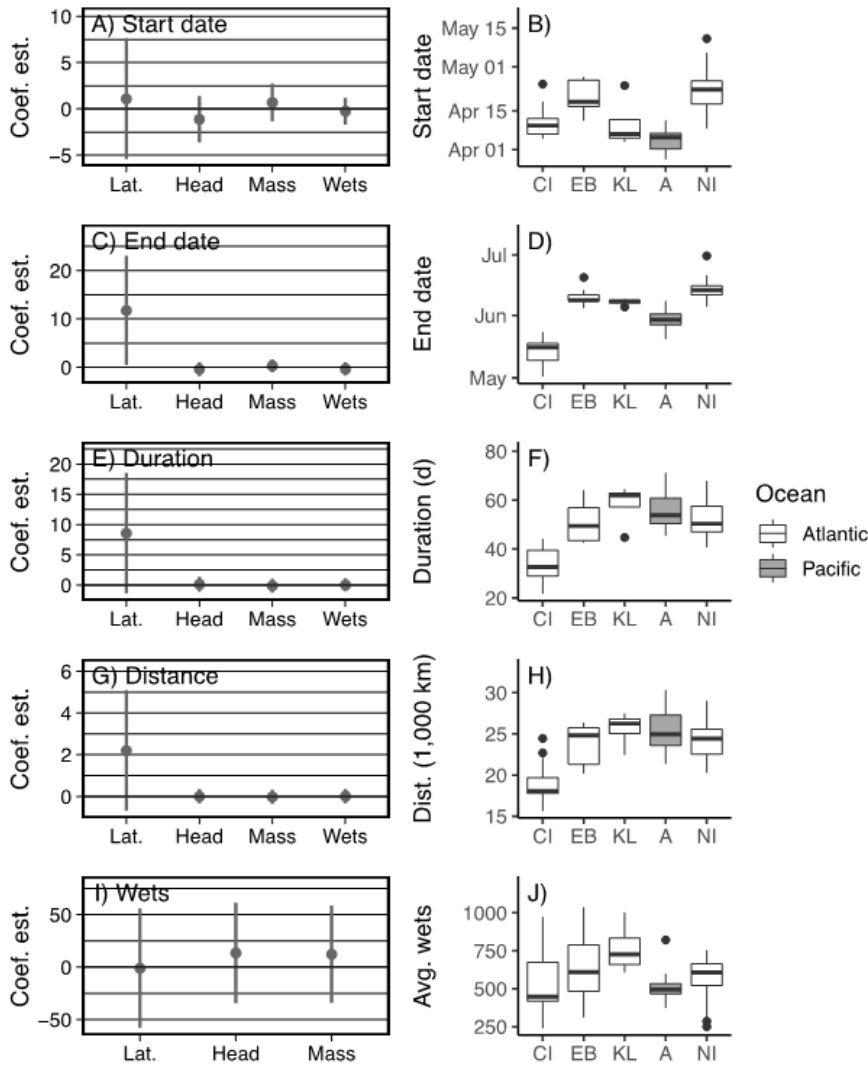 A) Start date
Coef. est.
10
5
0
−5
Lat. Head Mass Wets
B)
Start date
May 15
May 01
Apr 15
Apr 01
CI EB KL A NI
C) End date
Coef. est.
20
10
0
Lat. Head Mass Wets
D)
End date
Jul
Jun
May
CI EB KL A NI
E) Duration
Coef. est.
20
15
10
5
0
Lat. Head Mass Wets
F)
Duration (d)
80
60
40
20
CI EB KL A NI
Ocean
Atlantic
Pacific
G) Distance
Coef. est.
6
4
2
0
Lat. Head Mass Wets
H)
Dist. (1,000 km)
30
25
20
15
CI EB KL A NI
I) Wets
Coef. est.
50
0
−50
Lat. Head Mass
J)
Avg. wets
1000
750
500
250
CI EB KL A NI